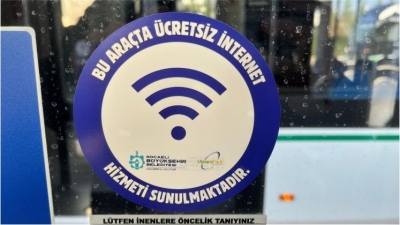 BU ARAÇTA ÜCRETSİZ İNTERNET
KOCAELİ
BÜYÜKŞEHİR
BELEDİYESİ
HİZMETİ SUNULMAKTADIR.
LÜTFEN İNENLERE ÖNCELİK TANIYINIZ